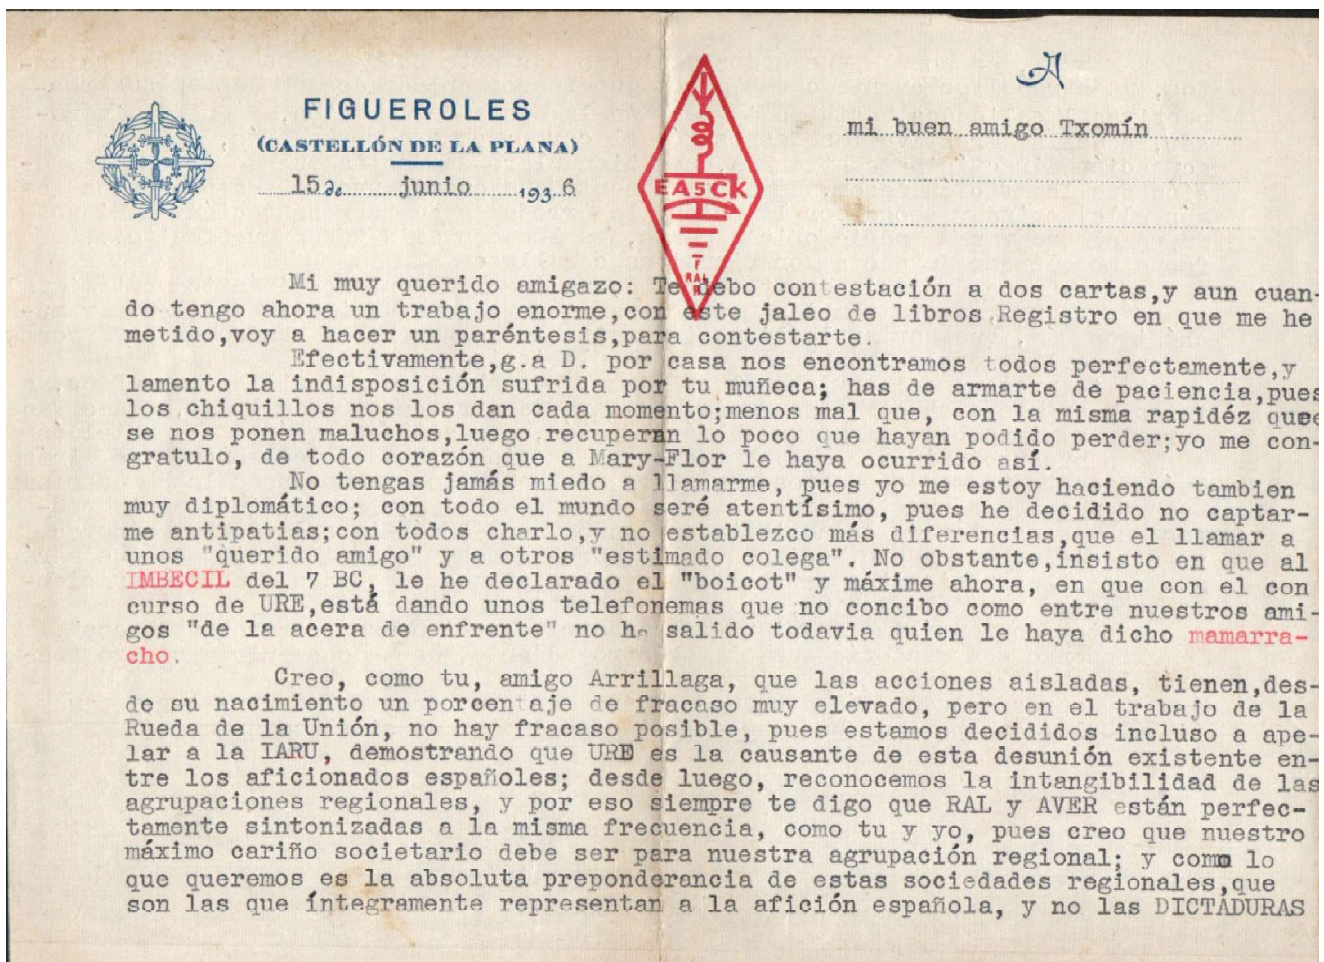 FIGUEROLES
(CASTELLÓN DE LA PLANA)
15 de junio 1936
EA5CK
F
RAL
R
A
mi buen amigo Txomín
Mi muy querido amigazo: Te debo contestación a dos cartas,y aun cuan-
do tengo ahora un trabajo enorme,con este jaleo de libros Registro en que me he
metido,voy a hacer un paréntesis,para contestarte.
Efectivamente,g.a D. por casa nos encontramos todos perfectamente,y
lamento la indisposición sufrida por tu muñeca; has de armarte de paciencia,pues
los chiquillos nos los dan cada momento;menos mal que, con la misma rapidéz quee
se nos ponen maluchos,luego recuperan lo poco que hayan podido perder;yo me con-
gratulo, de todo corazón que a Mary-Flor le haya ocurrido así.
No tengas jamás miedo a llamarme, pues yo me estoy haciendo tambien
muy diplomático; con todo el mundo seré atentísimo, pues he decidido no captar-
me antipatias;con todos charlo,y no establezco más diferencias,que el llamar a
unos "querido amigo" y a otros "estimado colega". No obstante,insisto en que al
IMBECIL del 7 BC, le he declarado el "boicot" y máxime ahora, en que con el con
curso de URE,está dando unos telefonemas que no concibo como entre nuestros ami-
gos "de la acera de enfrente" no ha salido todavia quien le haya dicho mamarra-
cho.
Creo, como tu, amigo Arrillaga, que las acciones aisladas, tienen,des-
de su nacimiento un porcentaje de fracaso muy elevado, pero en el trabajo de la
Rueda de la Unión, no hay fracaso posible, pues estamos decididos incluso a ape-
lar a la IARU, demostrando que URE es la causante de esta desunión existente en-
tre los aficionados españoles; desde luego, reconocemos la intangibilidad de las
agrupaciones regionales, y por eso siempre te digo que RAL y AVER están perfec-
tamente sintonizadas a la misma frecuencia, como tu y yo, pues creo que nuestro
máximo cariño societario debe ser para nuestra agrupación regional; y como lo
que queremos es la absoluta preponderancia de estas sociedades regionales,que
son las que íntegramente representan a la afición española, y no las DICTADURAS